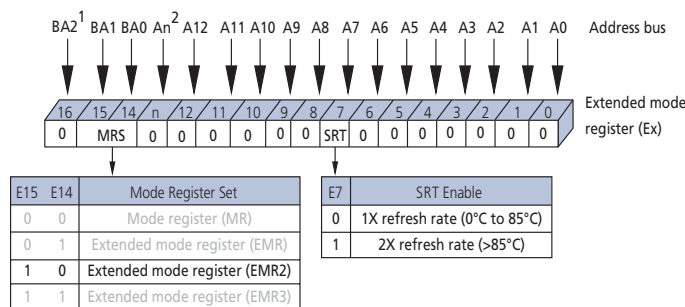 BA2¹ BA1 BA0 An² A12 A11 A10 A9 A8 A7 A6 A5 A4 A3 A2 A1 A0 Address bus
16 15 14 n 12 11 10 9 8 7 6 5 4 3 2 1 0 Extended mode
0 MRS 0 0 0 0 0 0 SRT 0 0 0 0 0 0 0 register (Ex)
E15 E14 Mode Register Set
0 0 Mode register (MR)
0 1 Extended mode register (EMR)
1 0 Extended mode register (EMR2)
1 1 Extended mode register (EMR3)
E7 SRT Enable
0 1X refresh rate (0°C to 85°C)
1 2X refresh rate (>85°C)